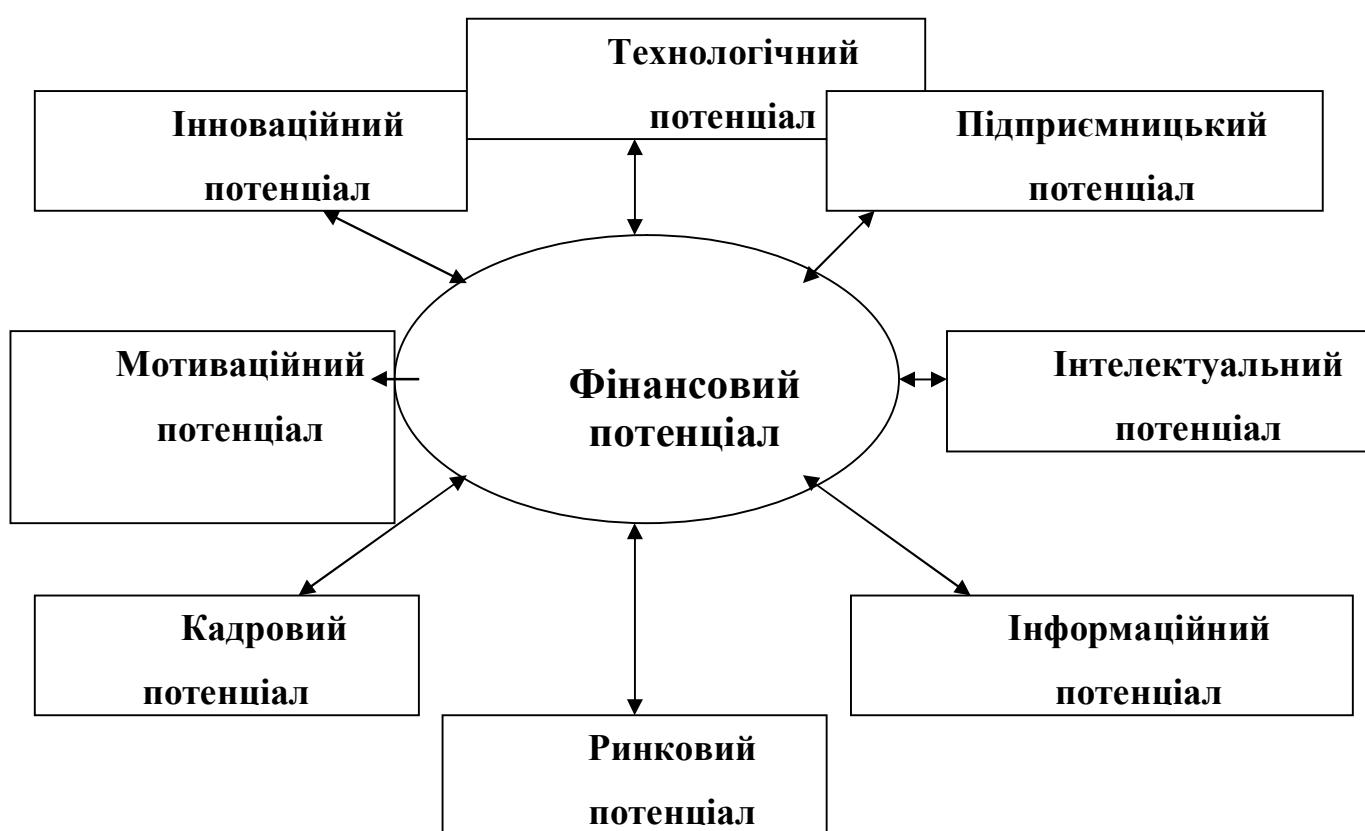 Технологічний
потенціал
Інноваційний
потенціал
Підприємницький
потенціал
Мотиваційний
потенціал
Фінансовий
потенціал
Інтелектуальний
потенціал
Кадровий
потенціал
Інформаційний
потенціал
Ринковий
потенціал